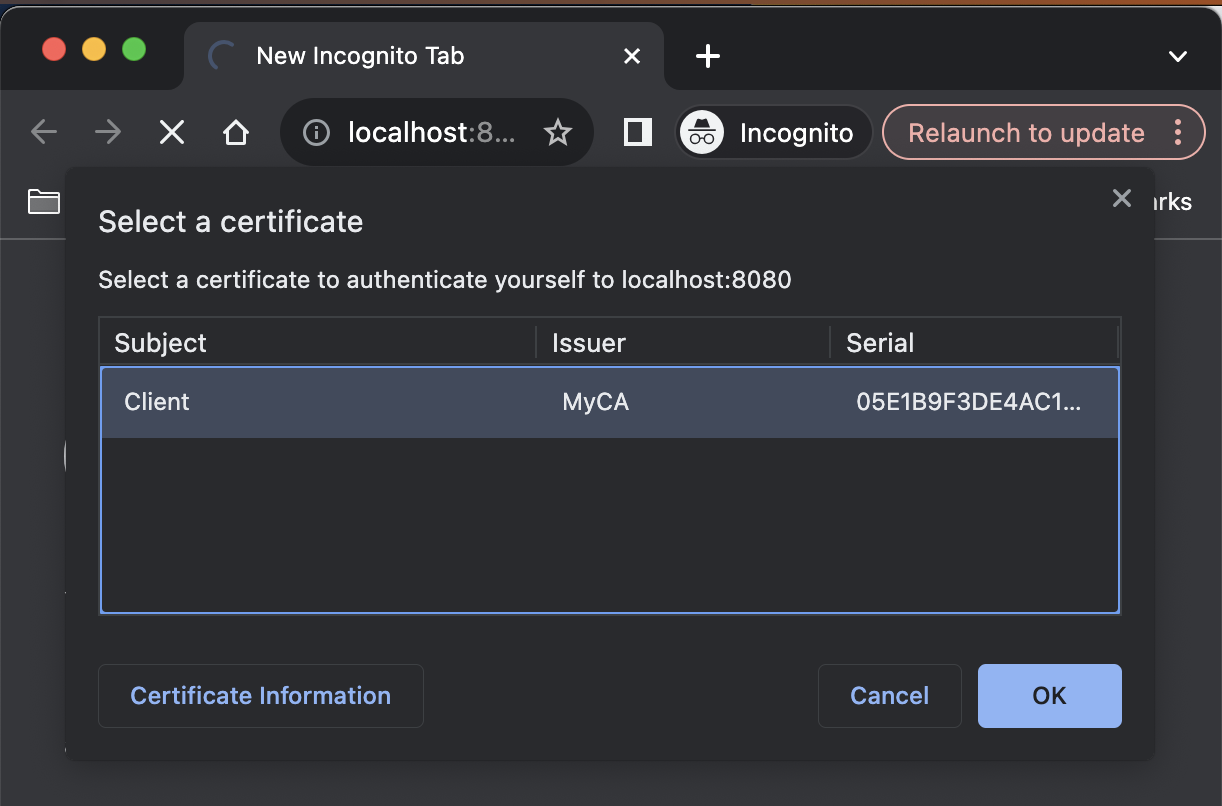 New Incognito Tab
localhost:8...
Incognito
Relaunch to update
rks
Select a certificate
Select a certificate to authenticate yourself to localhost:8080
Subject Issuer Serial
Client MyCA 05E1B9F3DE4AC1...
Certificate Information Cancel OK